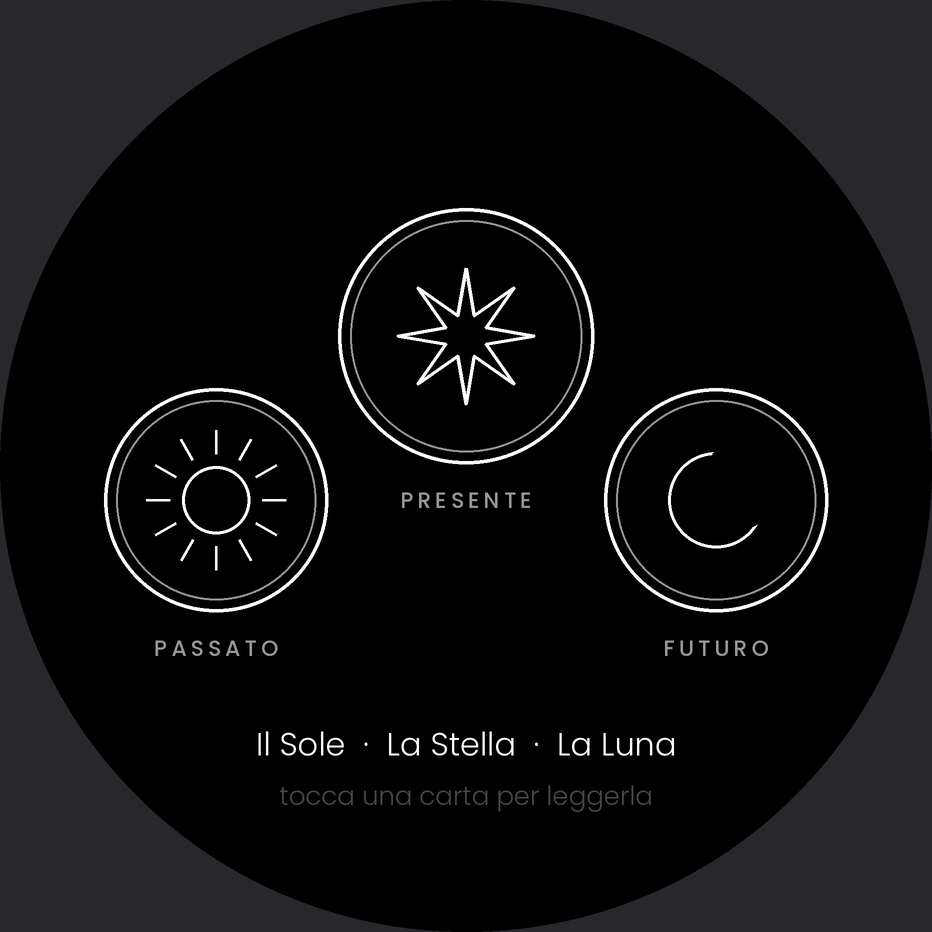 PRESENTE
PASSATO
FUTURO
Il Sole · La Stella · La Luna
tocca una carta per leggerla